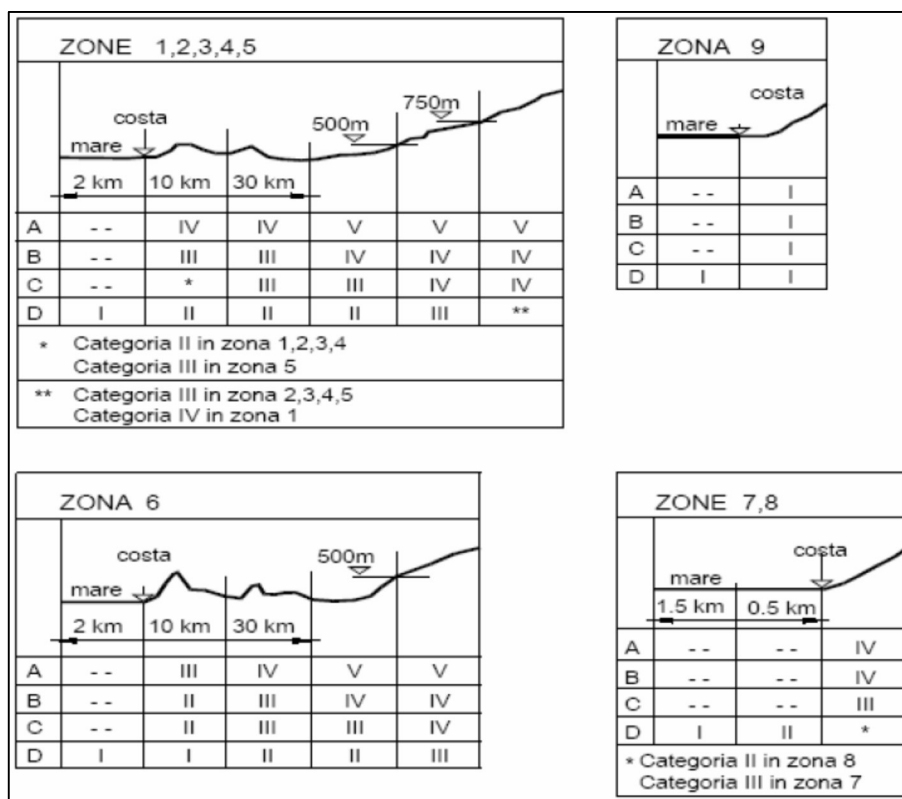 ZONE 1,2,3,4,5
costa
mare
500m
750m
2 km 10 km 30 km
A -- IV IV V V V
B -- III III IV IV IV
C -- * III III IV IV
D I II II II III **
* Categoria II in zona 1,2,3,4
Categoria III in zona 5
** Categoria III in zona 2,3,4,5
Categoria IV in zona 1
ZONA 9
costa
mare
A -- I
B -- I
C -- I
D I I
ZONA 6
costa
mare
500m
2 km 10 km 30 km
A -- III IV V V
B -- II III IV IV
C -- II III III IV
D I I II II III
ZONE 7,8
costa
mare
1.5 km 0.5 km
A -- -- IV
B -- -- IV
C -- -- III
D I II *
* Categoria II in zona 8
Categoria III in zona 7